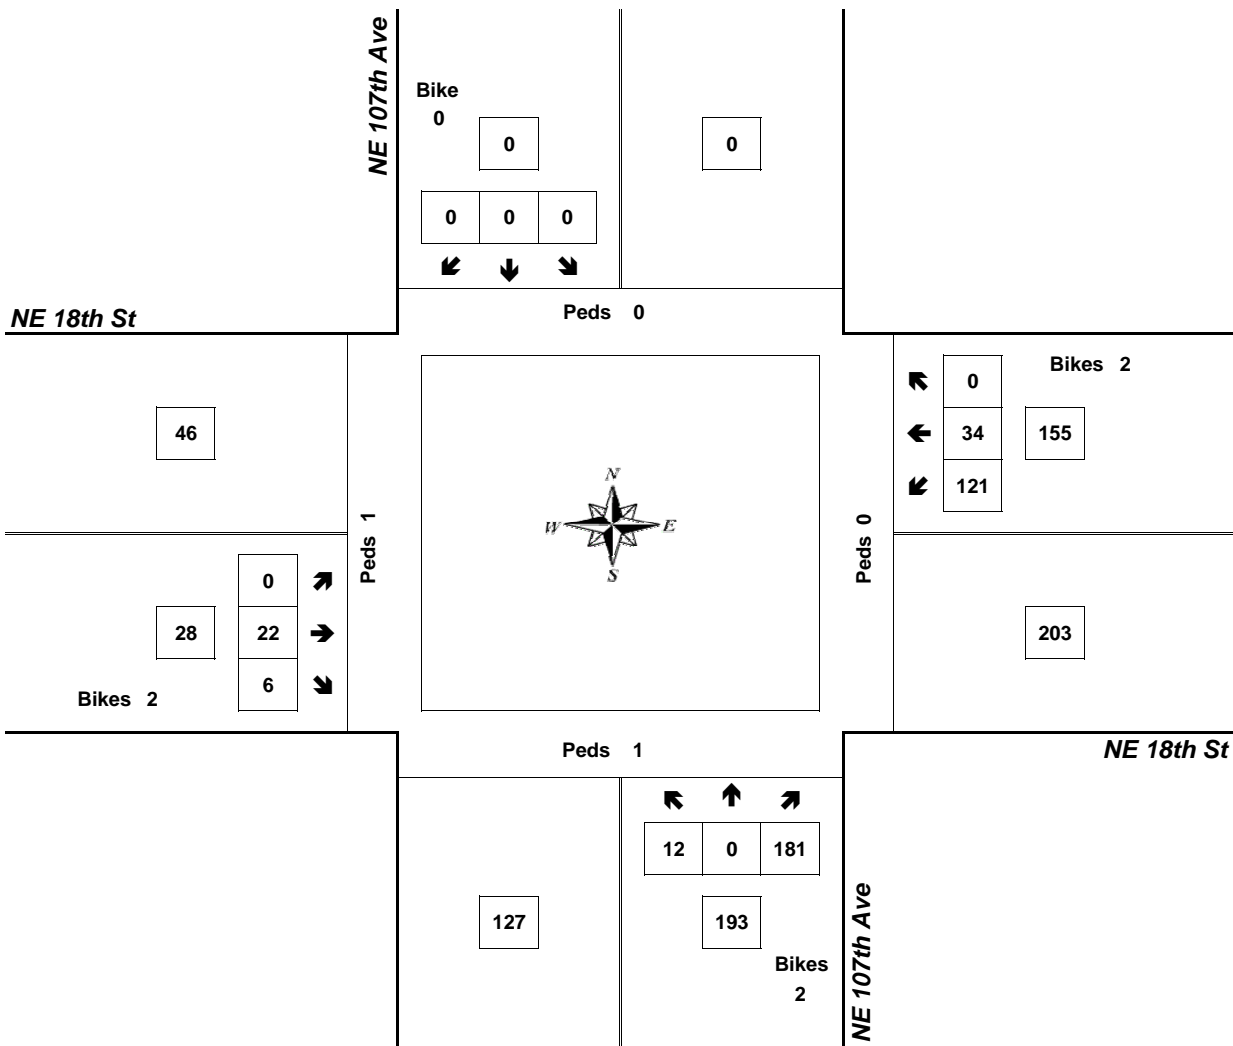 NE 107th Ave
Bike
0
0
0
0 0 0
Peds 0
NE 18th St
Bikes 2
0
34
121
155
46
N
W E
S
Peds 1
Peds 0
0
22
6
28
Bikes 2
203
Peds 1
NE 18th St
12 0 181
127
193
Bikes
2
NE 107th Ave